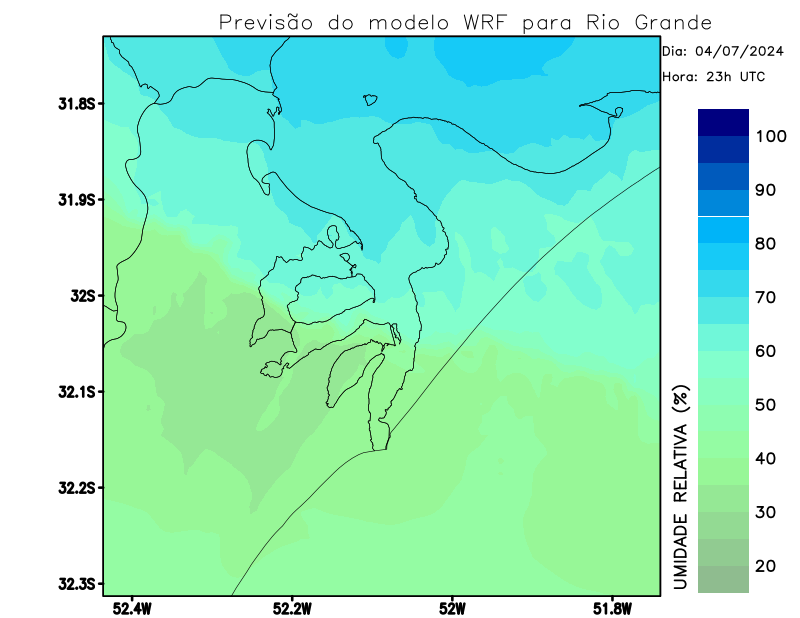 Previsão do modelo WRF para Rio Grande
Dia: 04/07/2024
Hora: 23h UTC
31.8S
31.9S
32S
32.1S
32.2S
32.3S
52.4W
52.2W
52W
51.8W
UMIDADE RELATIVA (%)
100
90
80
70
60
50
40
30
20